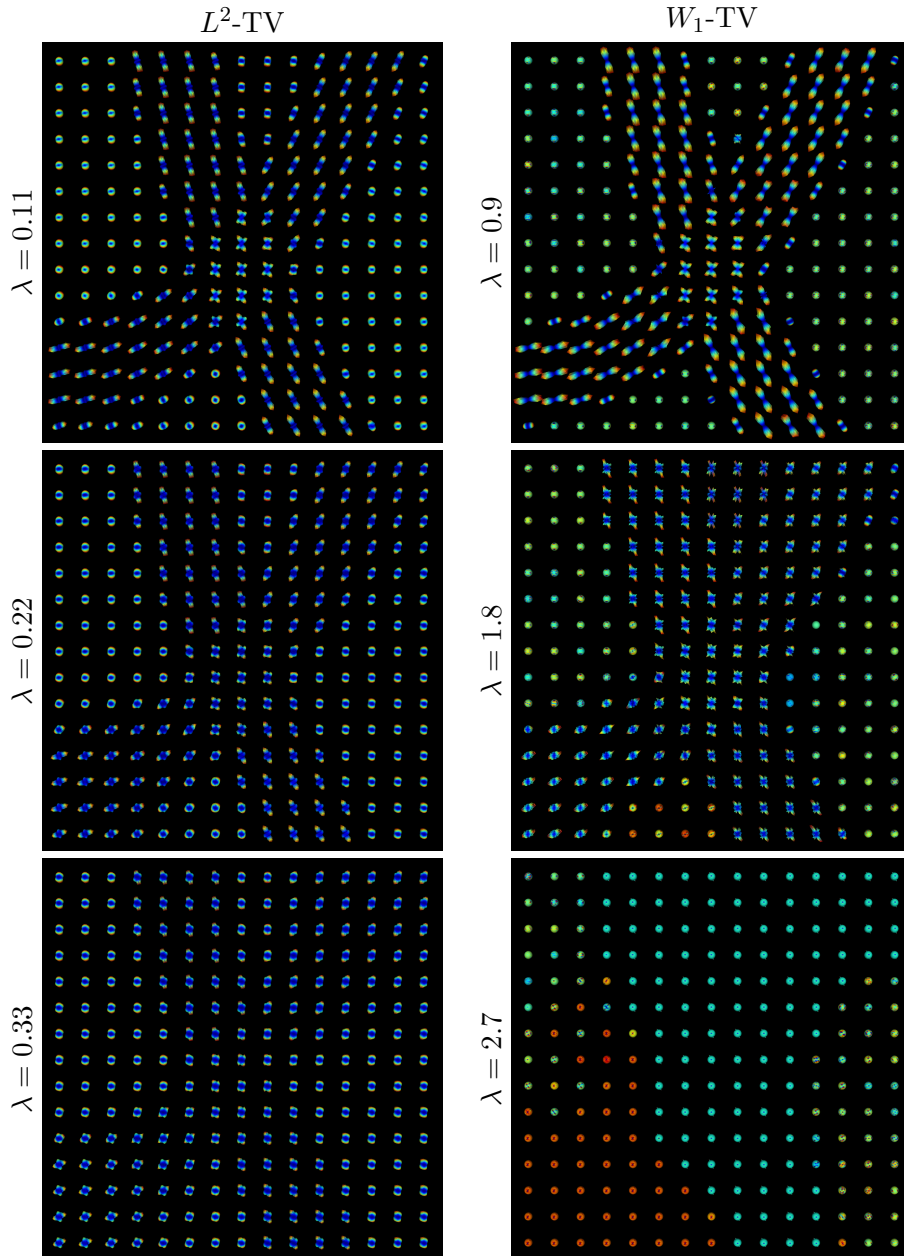 L²-TV
W₁-TV
λ = 0.11
λ = 0.9
λ = 0.22
λ = 1.8
λ = 0.33
λ = 2.7